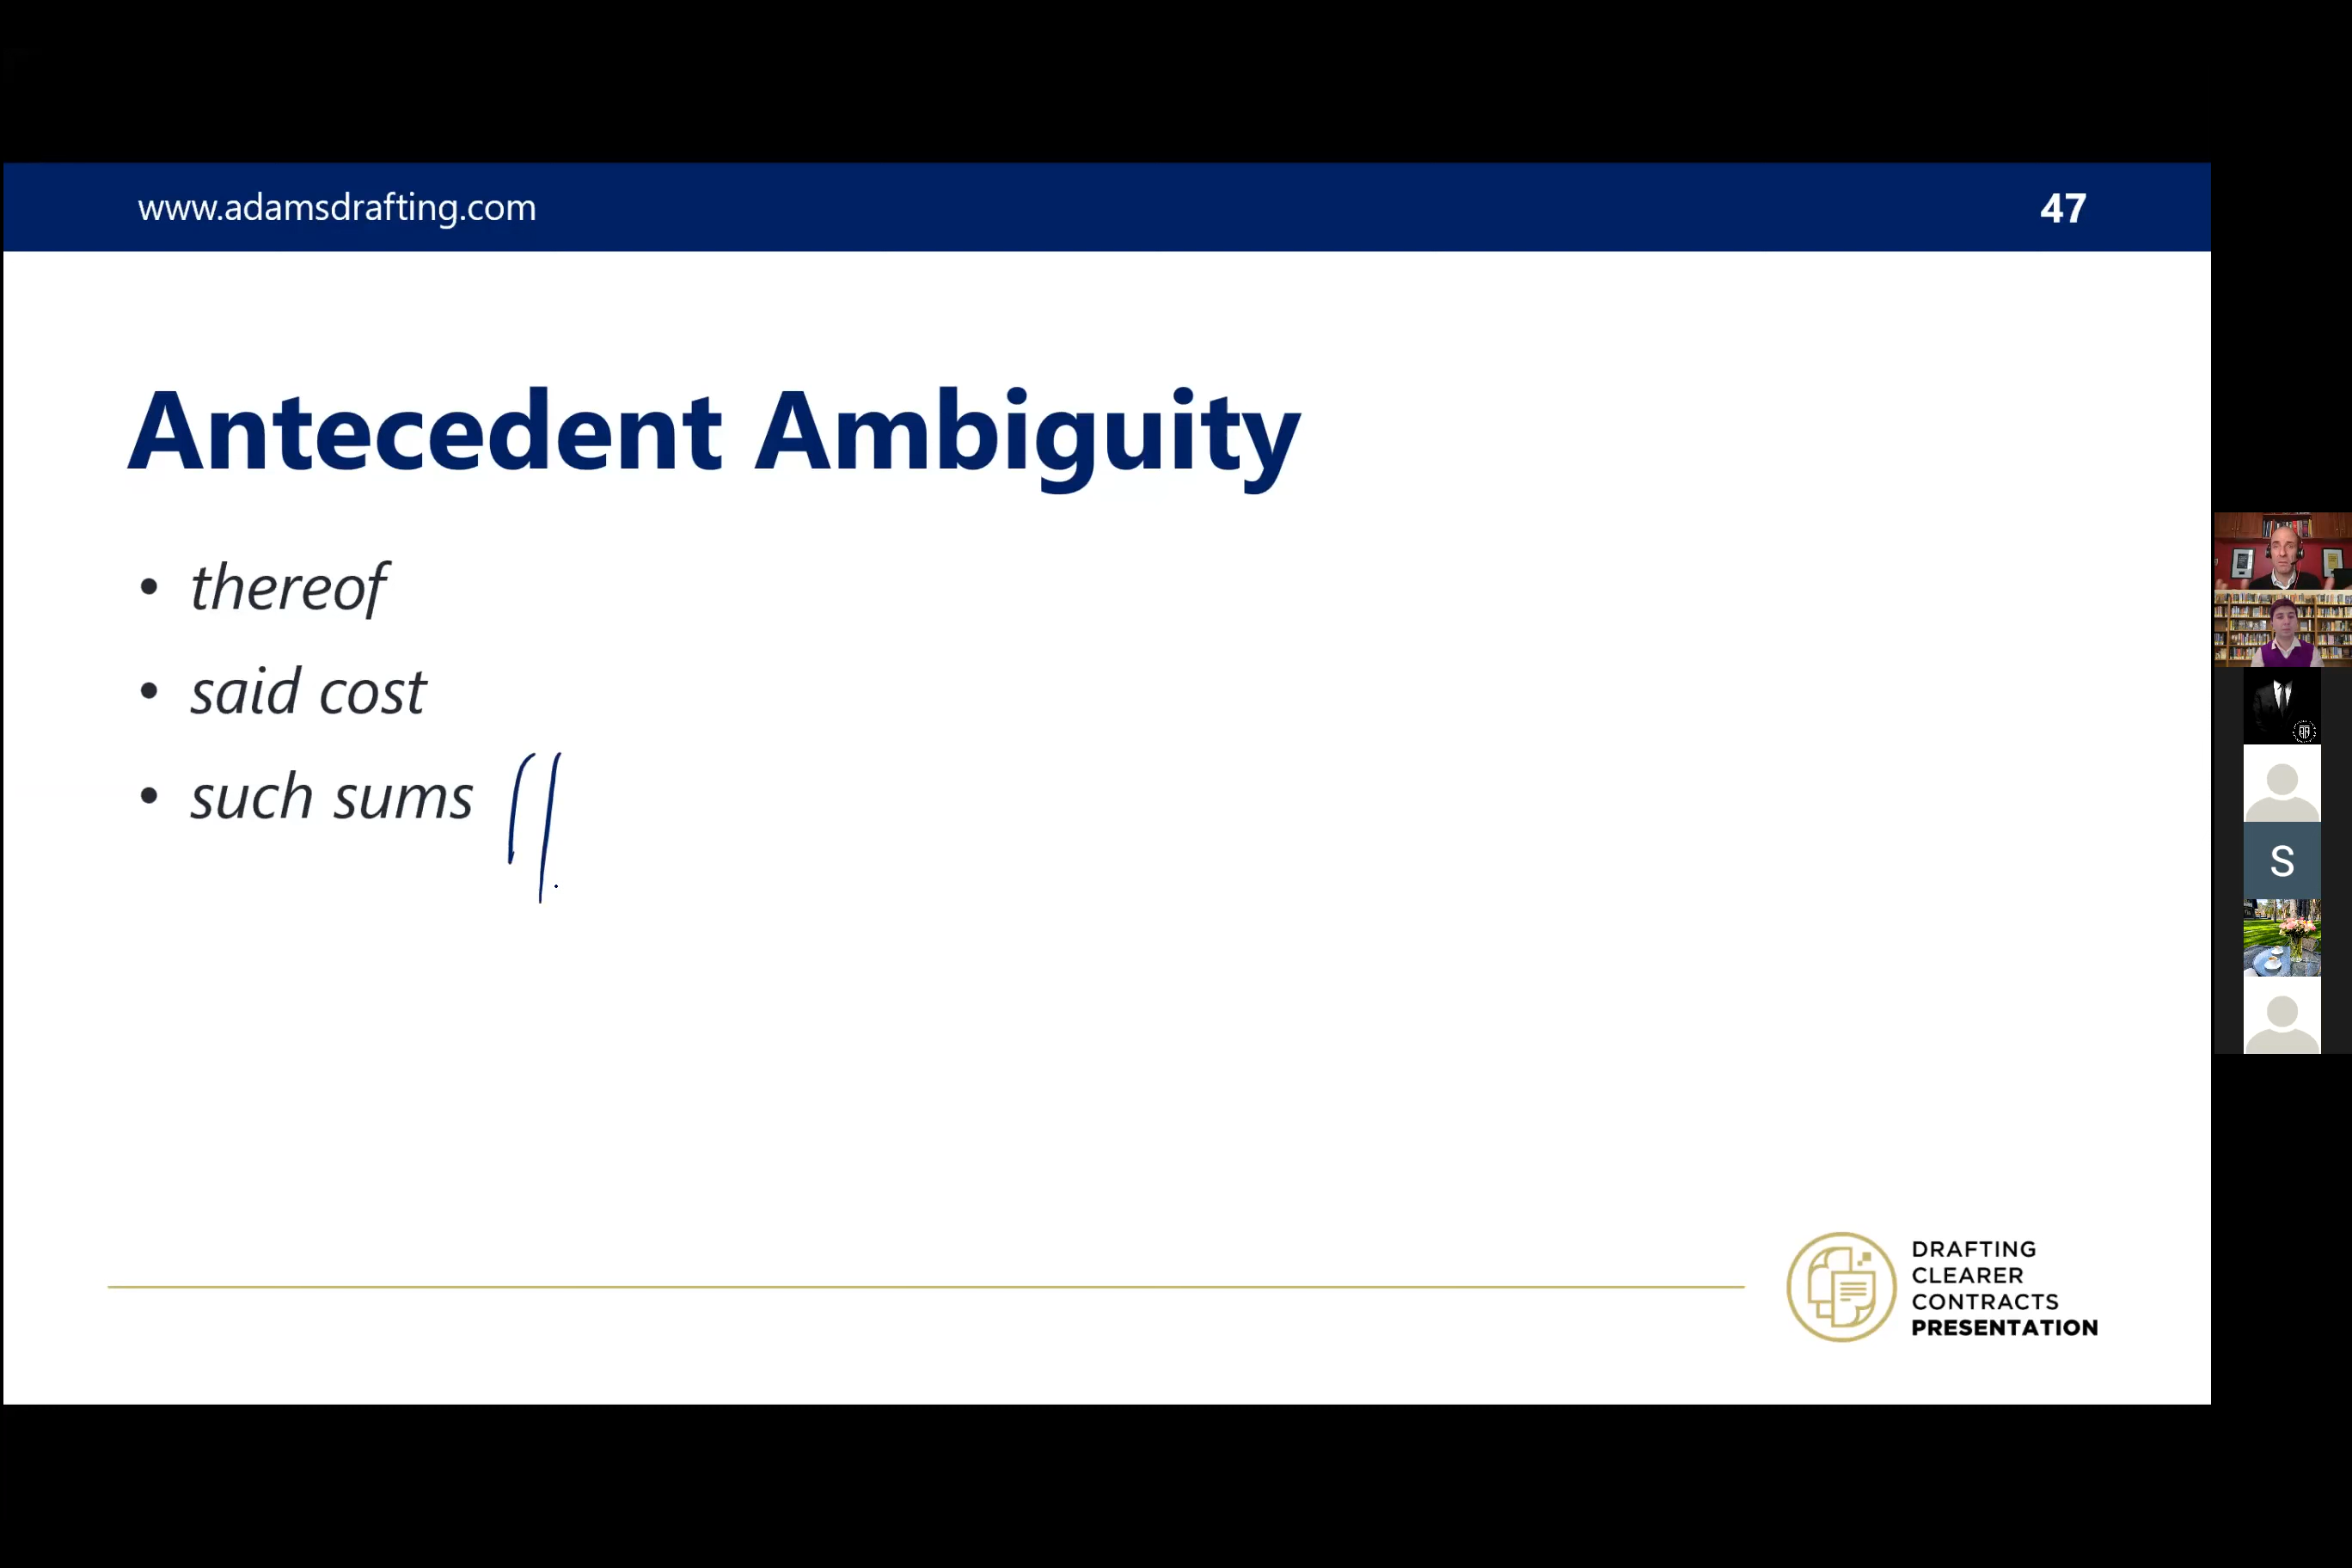 www.adamsdrafting.com
47
Antecedent Ambiguity
• thereof
• said cost
• such sums
DRAFTING
CLEARER
CONTRACTS
PRESENTATION
S